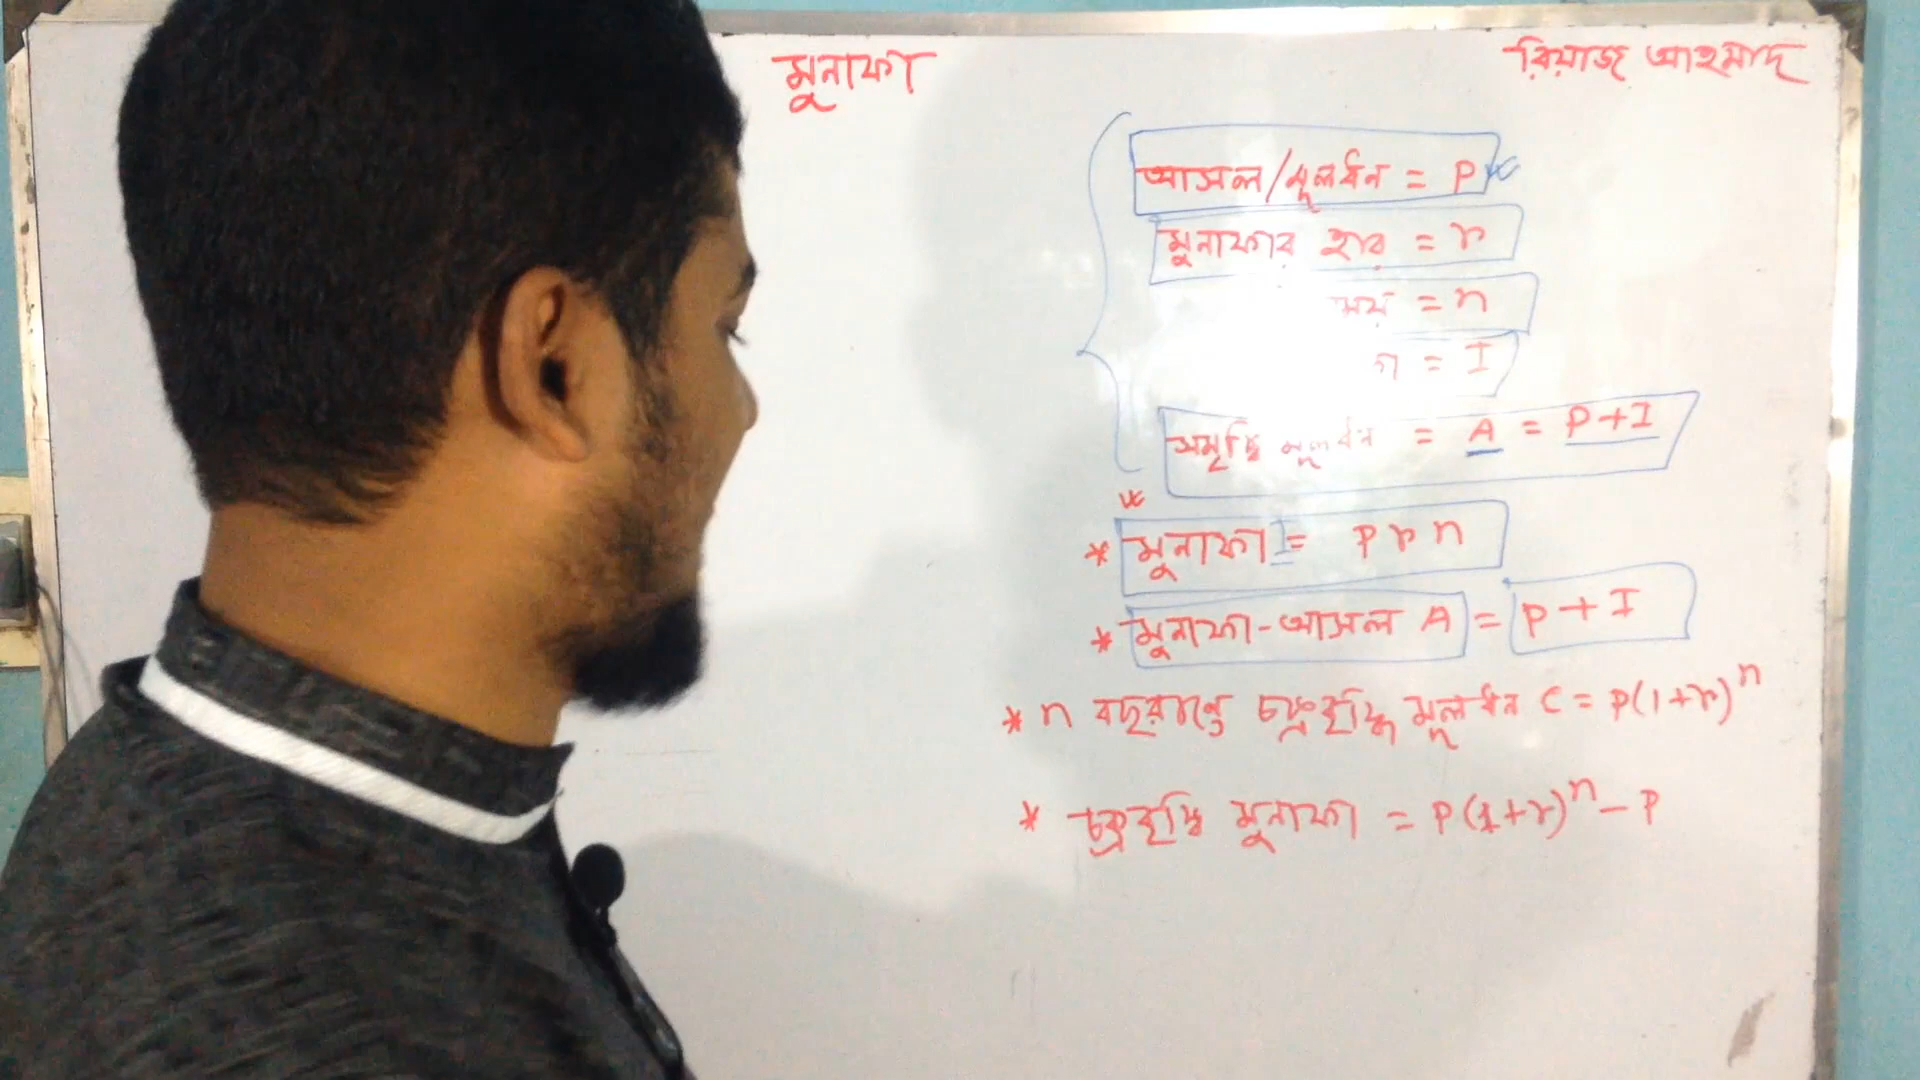 মুনাফা
রিয়াজ আহমাদ
আসল/মূলধন = P
মুনাফার হার = r
= n
= I
সমৃদ্ধি মূলধন = A = P+I
* মুনাফা I = P r n
* মুনাফা-আসল A = P + I
* n বছরান্তে চক্রবৃদ্ধি মূলধন C = P(1+r)ⁿ
* চক্রবৃদ্ধি মুনাফা = P(1+r)ⁿ - P